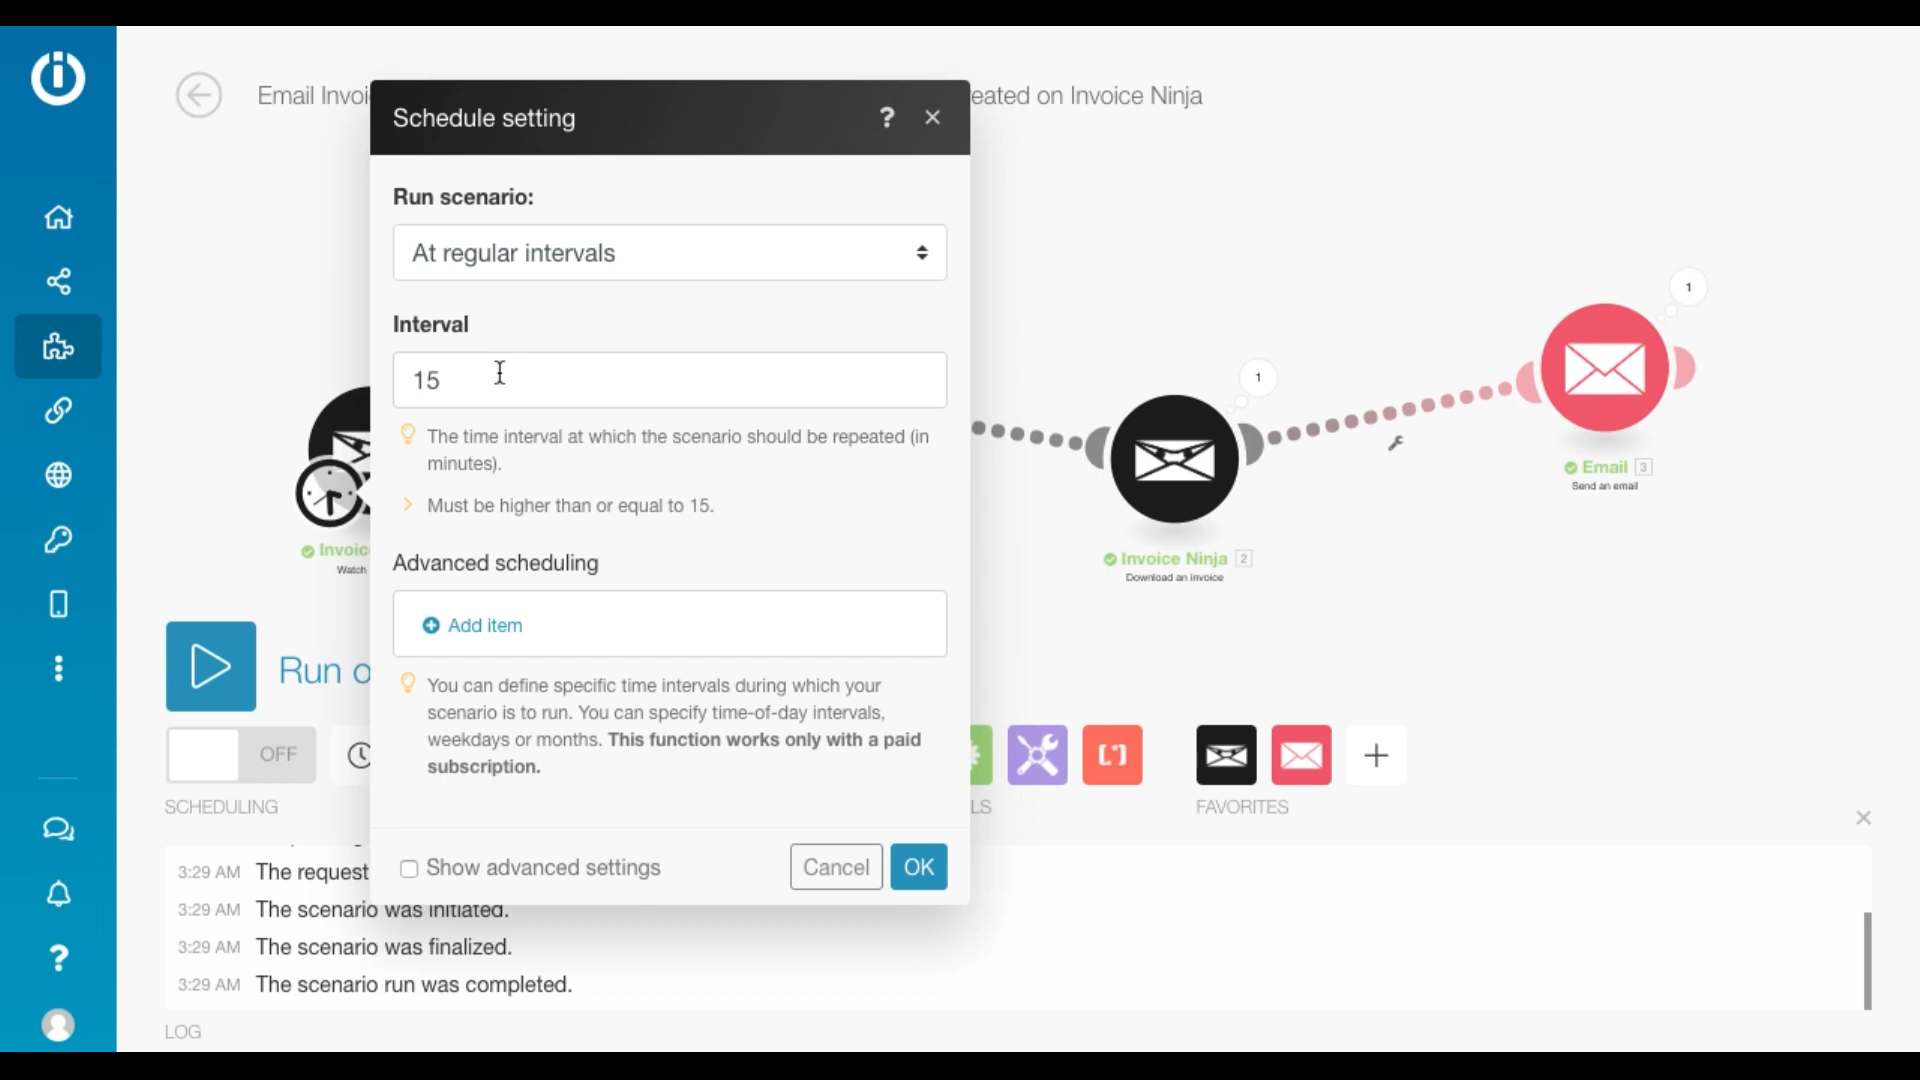 Email Invoi
eated on Invoice Ninja
Schedule setting
?
×
Run scenario:
At regular intervals
Interval
15
The time interval at which the scenario should be repeated (in
minutes).
Must be higher than or equal to 15.
Advanced scheduling
Add item
You can define specific time intervals during which your
scenario is to run. You can specify time-of-day intervals,
weekdays or months. This function works only with a paid
subscription.
Show advanced settings
Cancel
OK
Invoic
Watch
1
Invoice Ninja 2
Download an invoice
1
Email 3
Send an email
Run o
OFF
SCHEDULING
LS
FAVORITES
3:29 AM The request
3:29 AM The scenario was initiated.
3:29 AM The scenario was finalized.
3:29 AM The scenario run was completed.
LOG